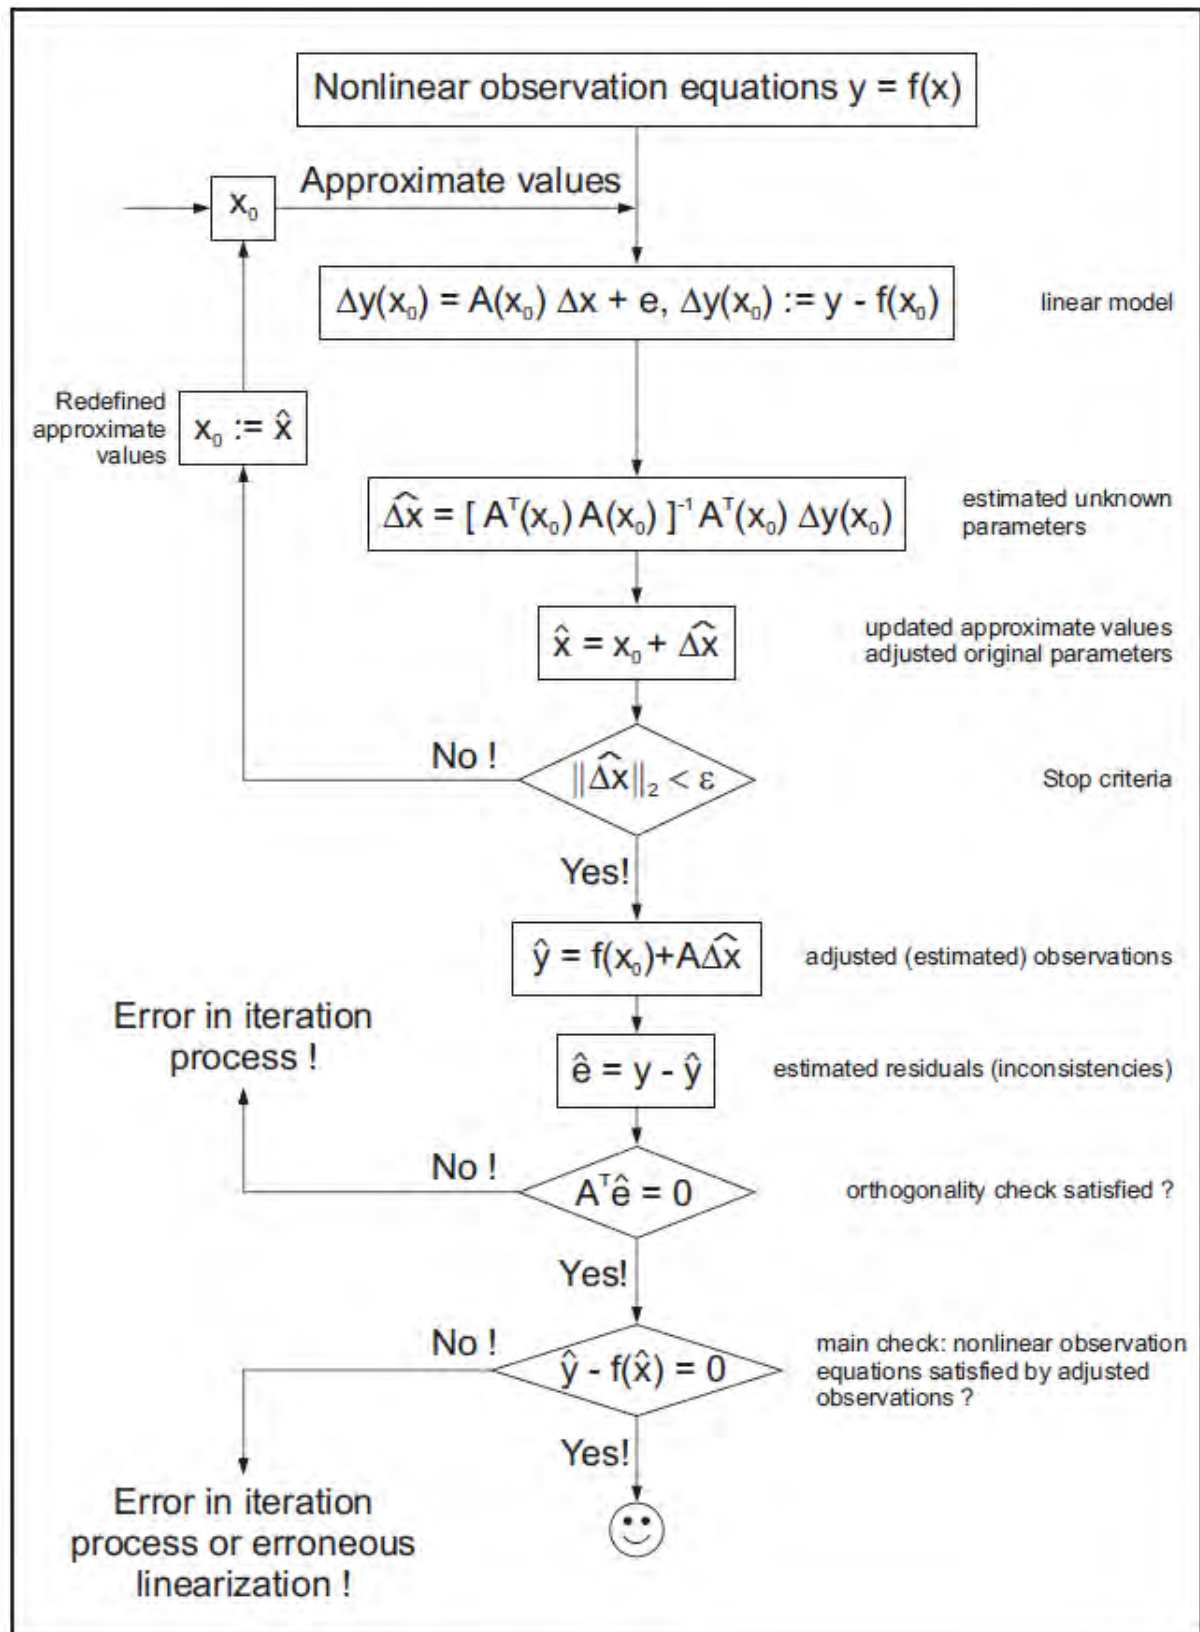 Nonlinear observation equations y = f(x)
Approximate values
x₀
Δy(x₀) = A(x₀) Δx + e, Δy(x₀) := y - f(x₀)
linear model
Redefined
approximate
values
x₀ := x̂
Δx̂ = [ Aᵀ(x₀) A(x₀) ]⁻¹ Aᵀ(x₀) Δy(x₀)
estimated unknown
parameters
x̂ = x₀ + Δx̂
updated approximate values
adjusted original parameters
No !
||Δx̂||₂ < ε
Stop criteria
Yes!
ŷ = f(x₀)+AΔx̂
adjusted (estimated) observations
Error in iteration
process !
ê = y - ŷ
estimated residuals (inconsistencies)
No !
Aᵀê = 0
orthogonality check satisfied ?
Yes!
No !
ŷ - f(x̂) = 0
main check: nonlinear observation
equations satisfied by adjusted
observations ?
Yes!
Error in iteration
process or erroneous
linearization !